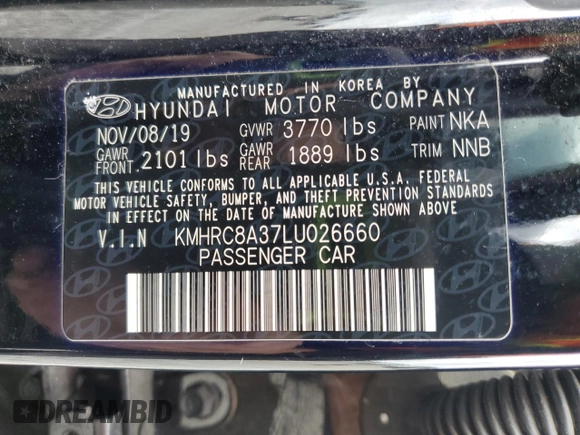 MANUFACTURED IN KOREA BY
HYUNDAI MOTOR COMPANY
NOV/08/19 GVWR 3770 lbs PAINT NKA
GAWR FRONT 2101 lbs GAWR REAR 1889 lbs TRIM NNB
THIS VEHICLE CONFORMS TO ALL APPLICABLE U.S.A. FEDERAL
MOTOR VEHICLE SAFETY, BUMPER, AND THEFT PREVENTION STANDARDS
IN EFFECT ON THE DATE OF MANUFACTURE SHOWN ABOVE.
V.I.N KMHRC8A37LU026660
PASSENGER CAR
DREAMBID